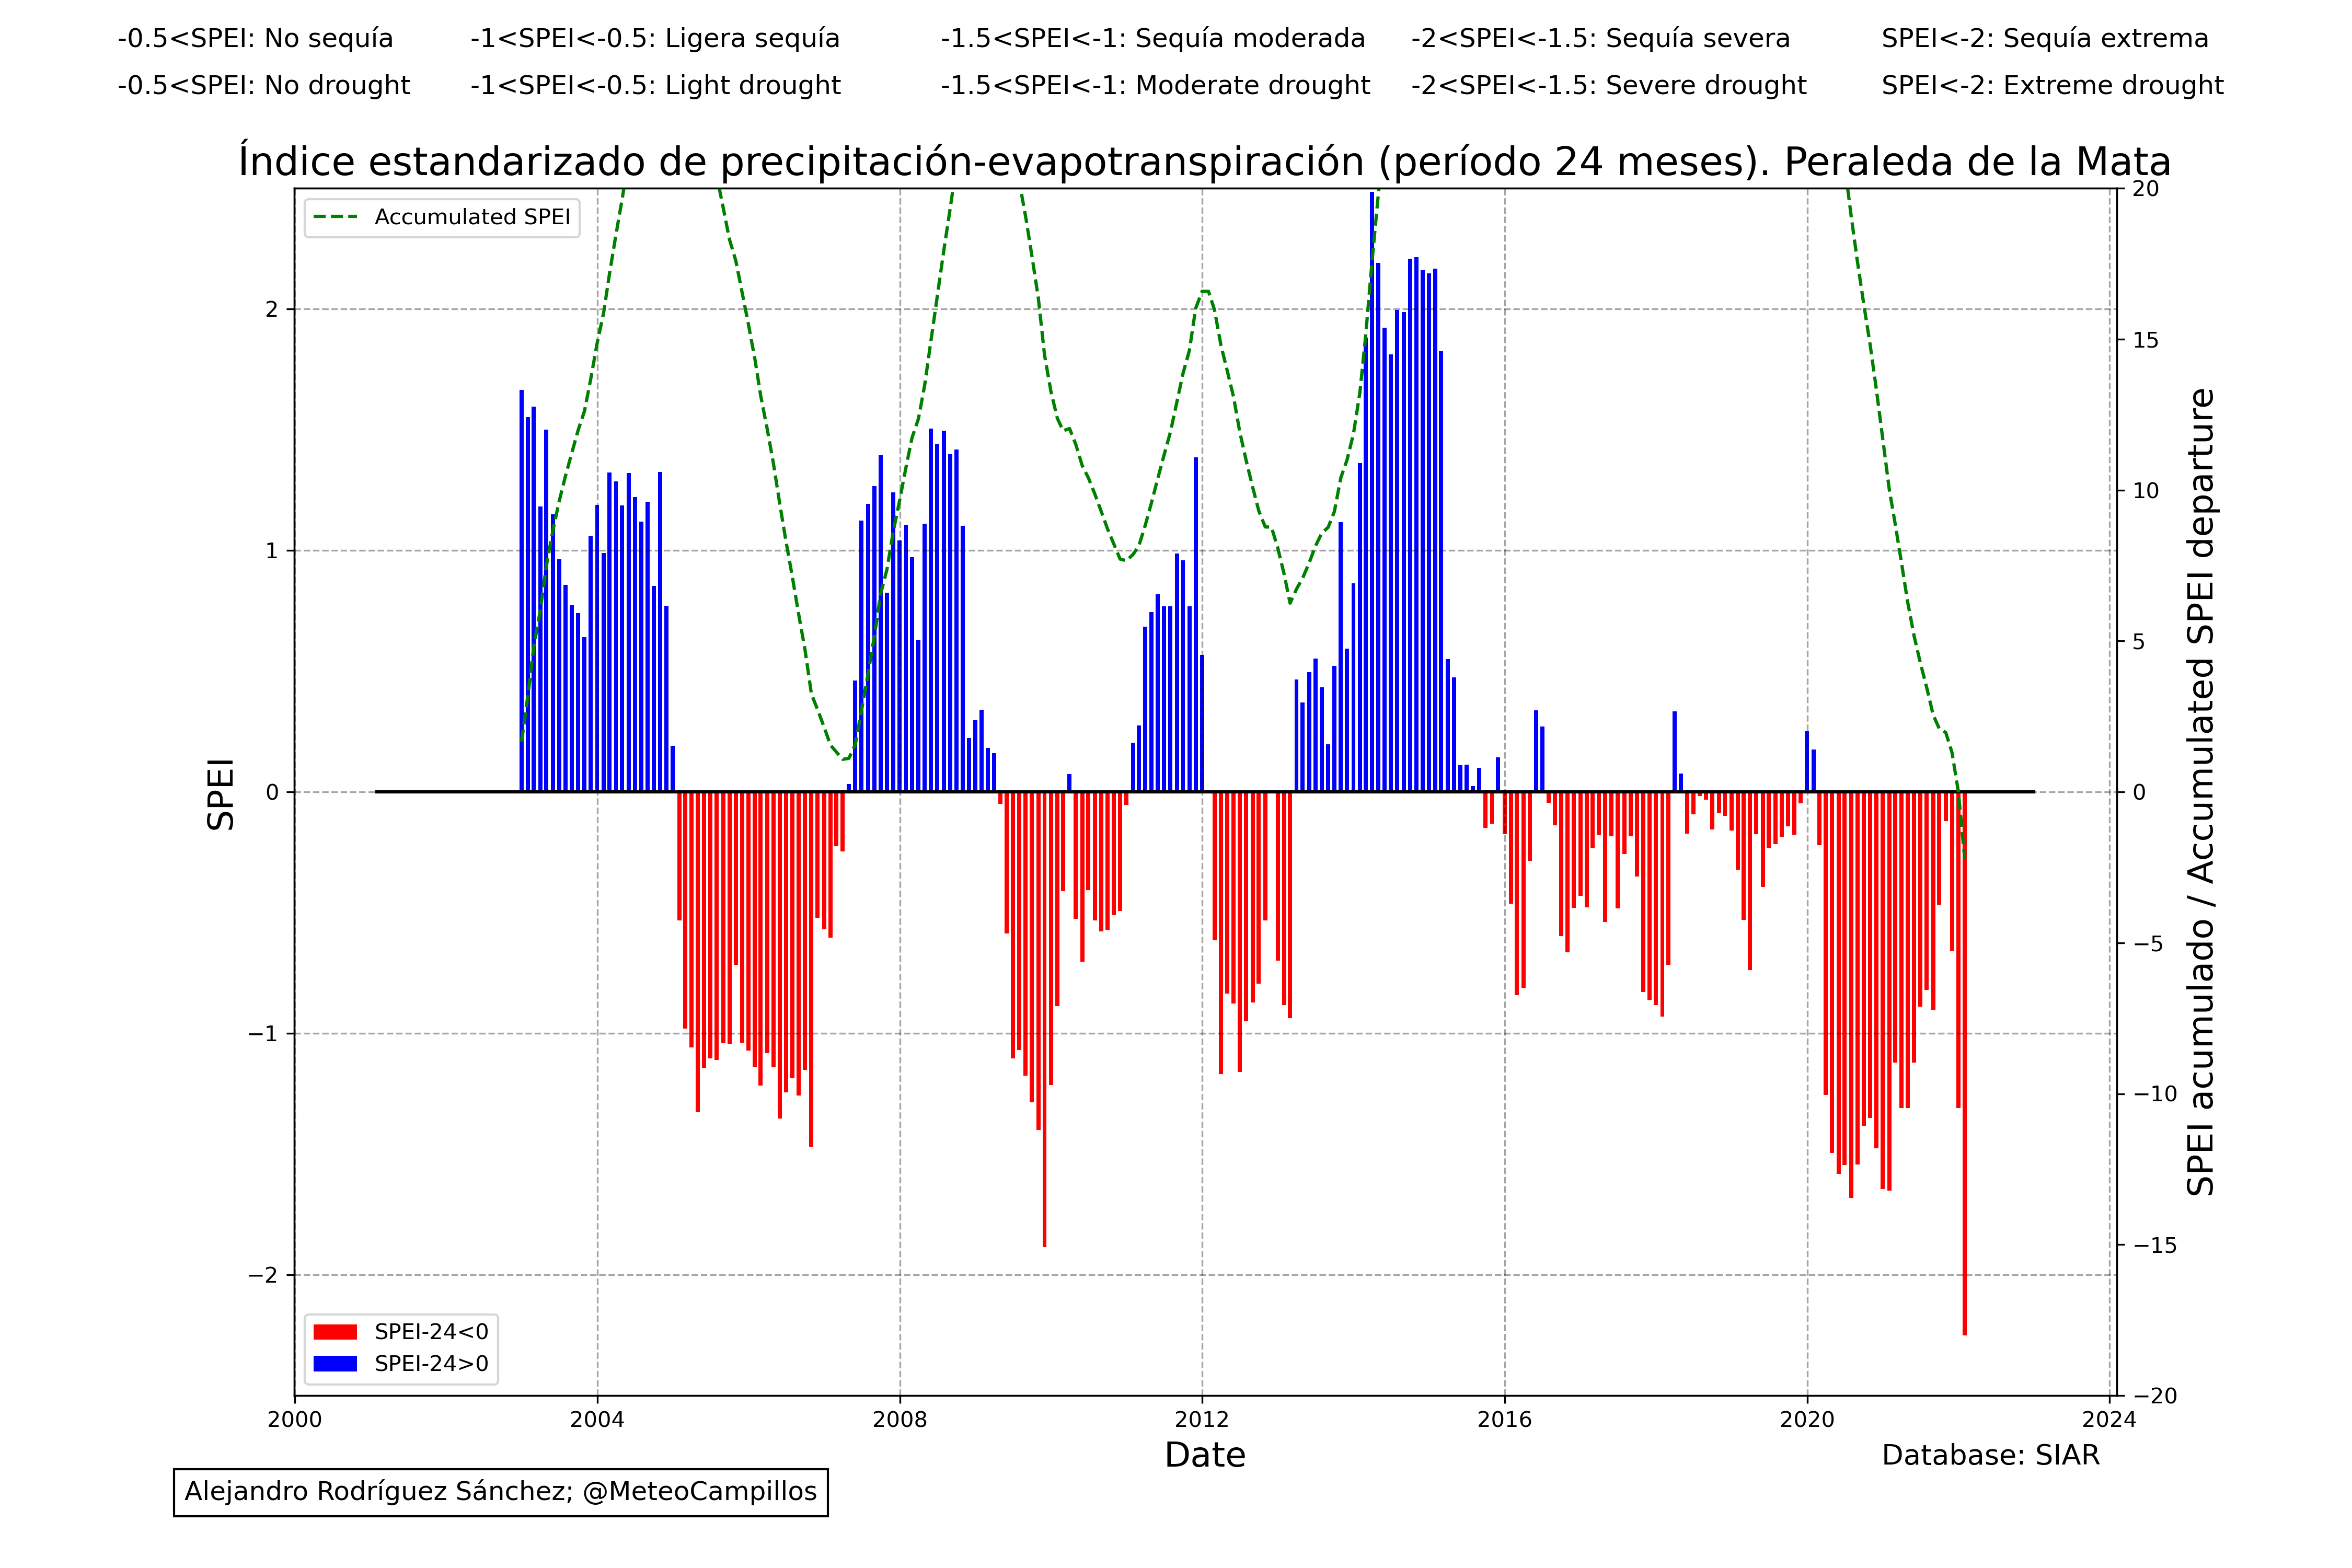 -0.5<SPEI: No sequía -1<SPEI<-0.5: Ligera sequía -1.5<SPEI<-1: Sequía moderada -2<SPEI<-1.5: Sequía severa SPEI<-2: Sequía extrema
-0.5<SPEI: No drought -1<SPEI<-0.5: Light drought -1.5<SPEI<-1: Moderate drought -2<SPEI<-1.5: Severe drought SPEI<-2: Extreme drought
Índice estandarizado de precipitación-evapotranspiración (período 24 meses). Peraleda de la Mata
Accumulated SPEI
SPEI
2
1
0
−1
−2
20
15
10
5
0
−5
−10
−15
−20
SPEI acumulado / Accumulated SPEI departure
SPEI-24<0
SPEI-24>0
2000 2004 2008 2012 2016 2020 2024
Date
Database: SIAR
Alejandro Rodríguez Sánchez; @MeteoCampillos